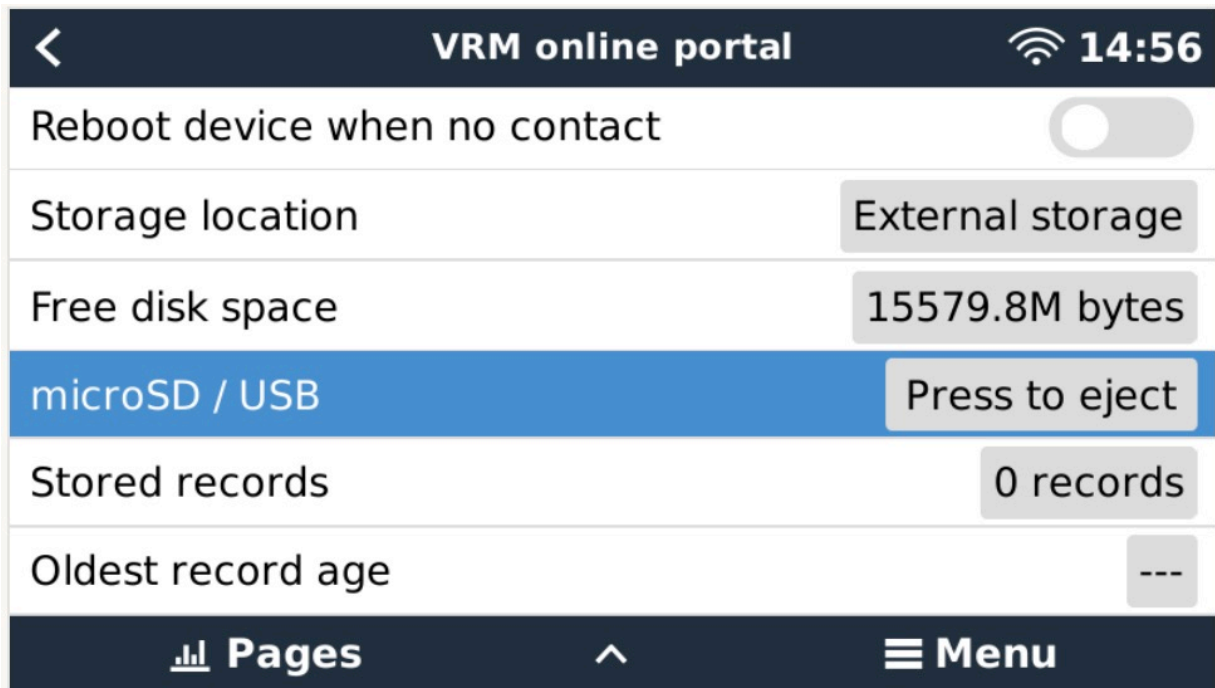 VRM online portal 14:56
Reboot device when no contact
Storage location External storage
Free disk space 15579.8M bytes
microSD / USB Press to eject
Stored records 0 records
Oldest record age ---
Pages Menu